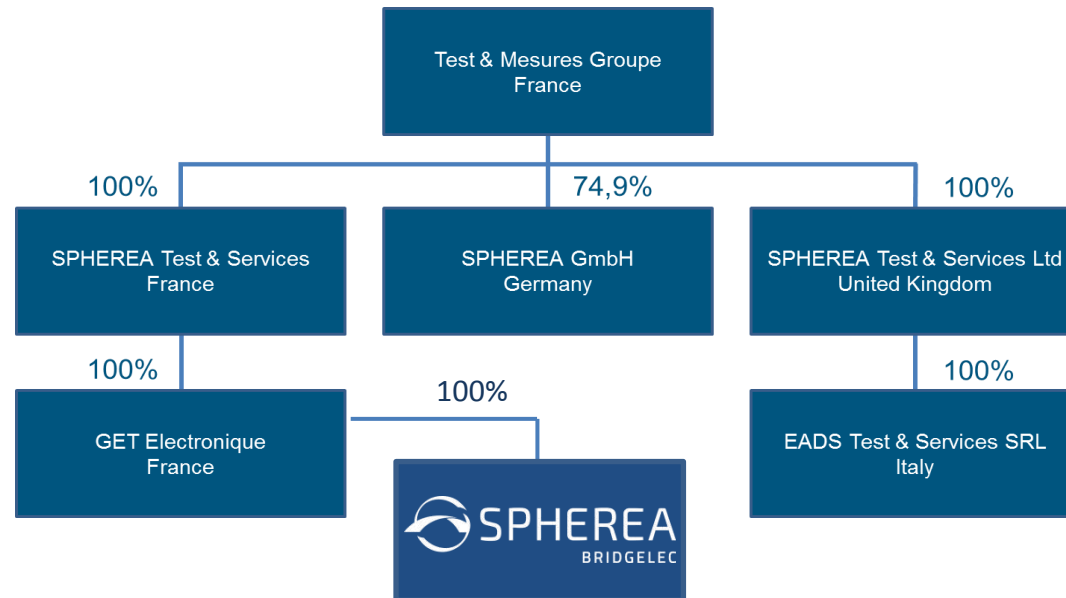 Test & Mesures Groupe
France
100%
74,9%
100%
SPHEREA Test & Services
France
SPHEREA GmbH
Germany
SPHEREA Test & Services Ltd
United Kingdom
100%
100%
100%
GET Electronique
France
EADS Test & Services SRL
Italy
SPHEREA
BRIDGELEC